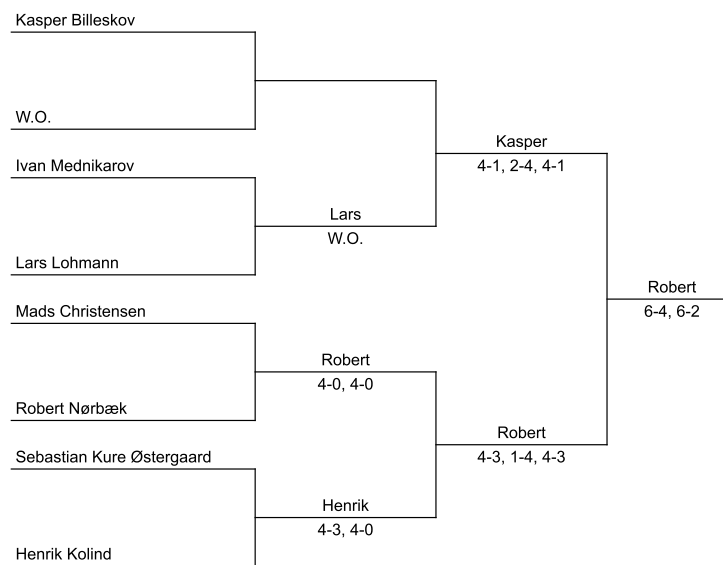 Kasper Billeskov
W.O.
Kasper
4-1, 2-4, 4-1
Ivan Mednikarov
Lars
W.O.
Lars Lohmann
Robert
6-4, 6-2
Mads Christensen
Robert
4-0, 4-0
Robert Nørbæk
Robert
4-3, 1-4, 4-3
Sebastian Kure Østergaard
Henrik
4-3, 4-0
Henrik Kolind